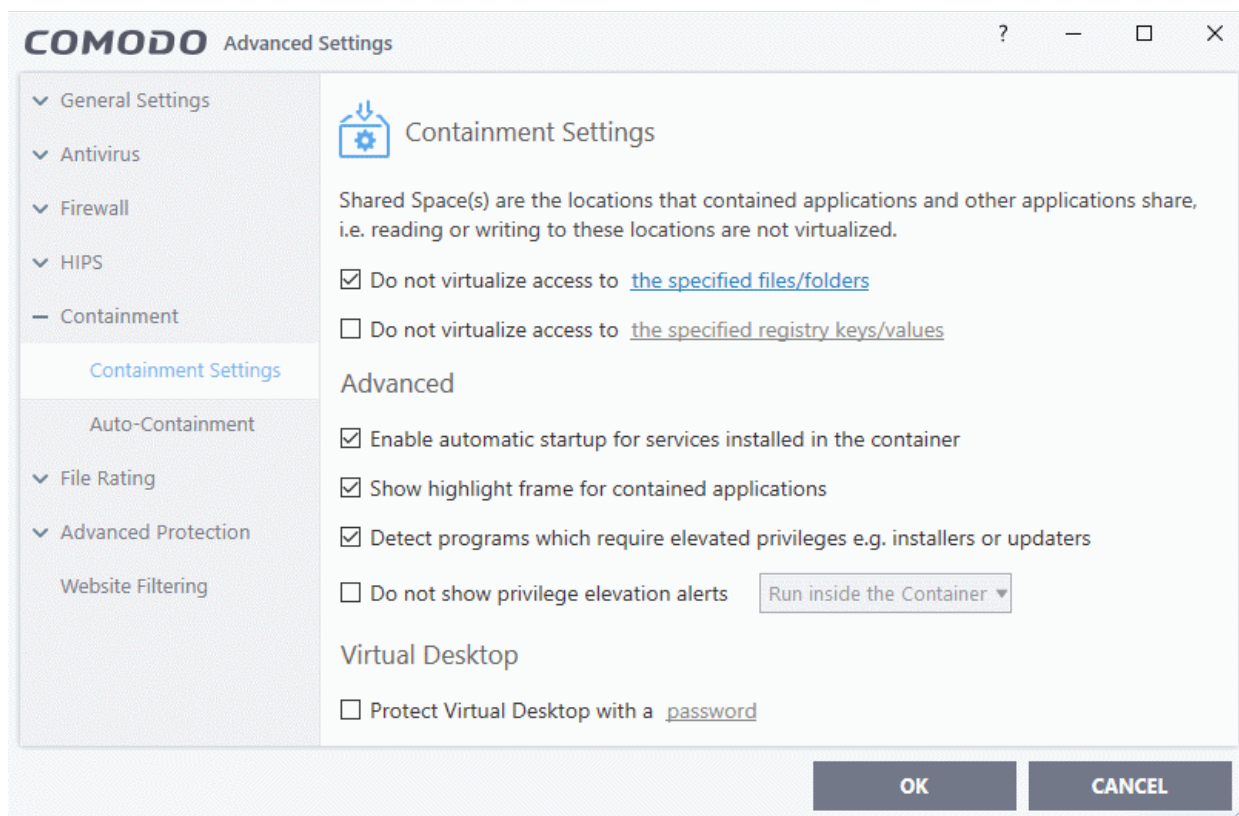 COMODO Advanced Settings ?
General Settings
Antivirus
Firewall
HIPS
Containment
Containment Settings
Auto-Containment
File Rating
Advanced Protection
Website Filtering
Containment Settings
Shared Space(s) are the locations that contained applications and other applications share,
i.e. reading or writing to these locations are not virtualized.
Do not virtualize access to the specified files/folders
Do not virtualize access to the specified registry keys/values
Advanced
Enable automatic startup for services installed in the container
Show highlight frame for contained applications
Detect programs which require elevated privileges e.g. installers or updaters
Do not show privilege elevation alerts Run inside the Container
Virtual Desktop
Protect Virtual Desktop with a password
OK CANCEL